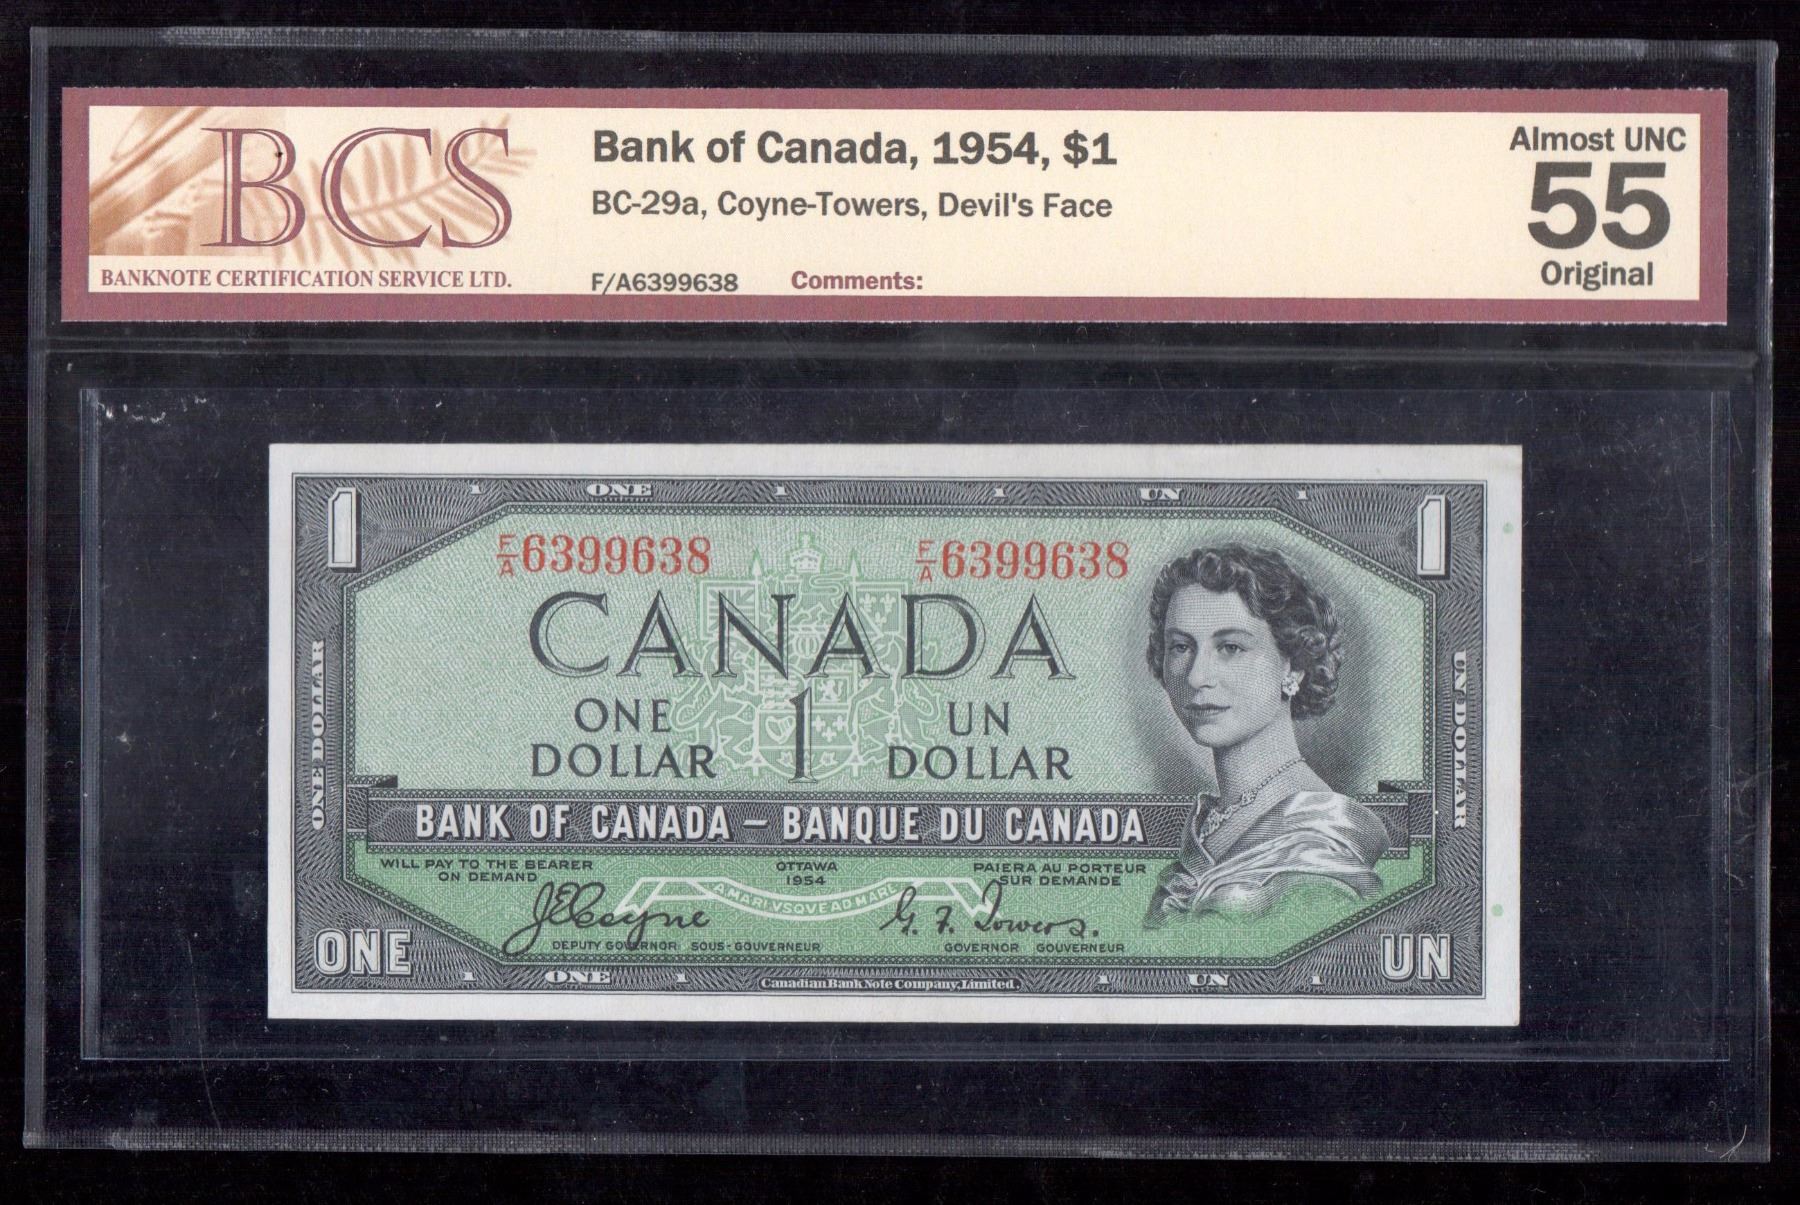 BCS
BANKNOTE CERTIFICATION SERVICE LTD.
Bank of Canada, 1954, $1
BC-29a, Coyne-Towers, Devil's Face
F/A6399638 Comments:
Almost UNC
55
Original
1 1 ONE 1 1 UN 1 1
F/A 6399638 F/A 6399638
CANADA
ONE DOLLAR
ONE
DOLLAR
1
UN
DOLLAR
UN DOLLAR
BANK OF CANADA – BANQUE DU CANADA
WILL PAY TO THE BEARER
ON DEMAND
OTTAWA
1954
PAIERA AU PORTEUR
SUR DEMANDE
A MARI VSQVE AD MARE
JECoyne
G. F. Towers.
DEPUTY GOVERNOR SOUS-GOUVERNEUR
GOVERNOR GOUVERNEUR
ONE UN
1 ONE 1 Canadian Bank Note Company, Limited. 1 UN 1